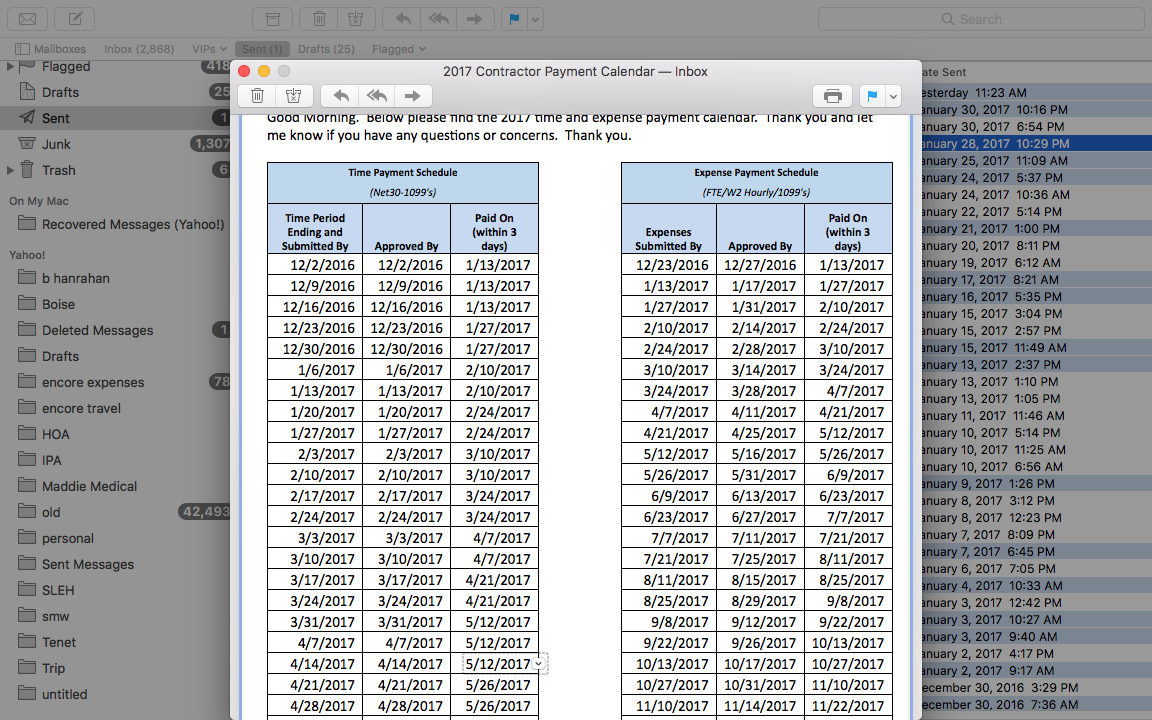 Search
Mailboxes Inbox (2,868) VIPs Sent (1) Drafts (25) Flagged
Flagged 418
Drafts 25
Sent 1
Junk 1,307
Trash 6
On My Mac
Recovered Messages (Yahoo!)
Yahoo!
b hanrahan
Boise
Deleted Messages 1
Drafts
encore expenses 78
encore travel
HOA
IPA
Maddie Medical
old 42,493
personal
Sent Messages
SLEH
smw
Tenet
Trip
untitled
2017 Contractor Payment Calendar — Inbox
Good Morning. Below please find the 2017 time and expense payment calendar. Thank you and let
me know if you have any questions or concerns. Thank you.
Time Payment Schedule
(Net30-1099's)
Time Period Ending and Submitted By Approved By Paid On (within 3 days)
12/2/2016 12/2/2016 1/13/2017
12/9/2016 12/9/2016 1/13/2017
12/16/2016 12/16/2016 1/13/2017
12/23/2016 12/23/2016 1/27/2017
12/30/2016 12/30/2016 1/27/2017
1/6/2017 1/6/2017 2/10/2017
1/13/2017 1/13/2017 2/10/2017
1/20/2017 1/20/2017 2/24/2017
1/27/2017 1/27/2017 2/24/2017
2/3/2017 2/3/2017 3/10/2017
2/10/2017 2/10/2017 3/10/2017
2/17/2017 2/17/2017 3/24/2017
2/24/2017 2/24/2017 3/24/2017
3/3/2017 3/3/2017 4/7/2017
3/10/2017 3/10/2017 4/7/2017
3/17/2017 3/17/2017 4/21/2017
3/24/2017 3/24/2017 4/21/2017
3/31/2017 3/31/2017 5/12/2017
4/7/2017 4/7/2017 5/12/2017
4/14/2017 4/14/2017 5/12/2017
4/21/2017 4/21/2017 5/26/2017
4/28/2017 4/28/2017 5/26/2017
Expense Payment Schedule
(FTE/W2 Hourly/1099's)
Expenses Submitted By Approved By Paid On (within 3 days)
12/23/2016 12/27/2016 1/13/2017
1/13/2017 1/17/2017 1/27/2017
1/27/2017 1/31/2017 2/10/2017
2/10/2017 2/14/2017 2/24/2017
2/24/2017 2/28/2017 3/10/2017
3/10/2017 3/14/2017 3/24/2017
3/24/2017 3/28/2017 4/7/2017
4/7/2017 4/11/2017 4/21/2017
4/21/2017 4/25/2017 5/12/2017
5/12/2017 5/16/2017 5/26/2017
5/26/2017 5/31/2017 6/9/2017
6/9/2017 6/13/2017 6/23/2017
6/23/2017 6/27/2017 7/7/2017
7/7/2017 7/11/2017 7/21/2017
7/21/2017 7/25/2017 8/11/2017
8/11/2017 8/15/2017 8/25/2017
8/25/2017 8/29/2017 9/8/2017
9/8/2017 9/12/2017 9/22/2017
9/22/2017 9/26/2017 10/13/2017
10/13/2017 10/17/2017 10/27/2017
10/27/2017 10/31/2017 11/10/2017
11/10/2017 11/14/2017 11/22/2017
ate Sent
esterday 11:23 AM
anuary 30, 2017 10:16 PM
anuary 30, 2017 6:54 PM
anuary 28, 2017 10:29 PM
anuary 25, 2017 11:09 AM
anuary 24, 2017 5:37 PM
anuary 24, 2017 10:36 AM
anuary 22, 2017 5:14 PM
anuary 21, 2017 1:00 PM
anuary 20, 2017 8:11 PM
anuary 19, 2017 6:12 AM
anuary 17, 2017 8:21 AM
anuary 16, 2017 5:35 PM
anuary 15, 2017 3:04 PM
anuary 15, 2017 2:57 PM
anuary 15, 2017 11:49 AM
anuary 13, 2017 2:37 PM
anuary 13, 2017 1:10 PM
anuary 13, 2017 1:05 PM
anuary 11, 2017 11:46 AM
anuary 10, 2017 5:14 PM
anuary 10, 2017 11:25 AM
anuary 10, 2017 6:56 AM
anuary 9, 2017 1:26 PM
anuary 8, 2017 3:12 PM
anuary 8, 2017 12:23 PM
anuary 7, 2017 8:09 PM
anuary 7, 2017 6:45 PM
anuary 6, 2017 7:05 PM
anuary 4, 2017 10:33 AM
anuary 3, 2017 12:42 PM
anuary 3, 2017 10:27 AM
anuary 3, 2017 9:40 AM
anuary 2, 2017 4:17 PM
anuary 2, 2017 9:17 AM
ecember 30, 2016 3:29 PM
ecember 30, 2016 7:36 AM